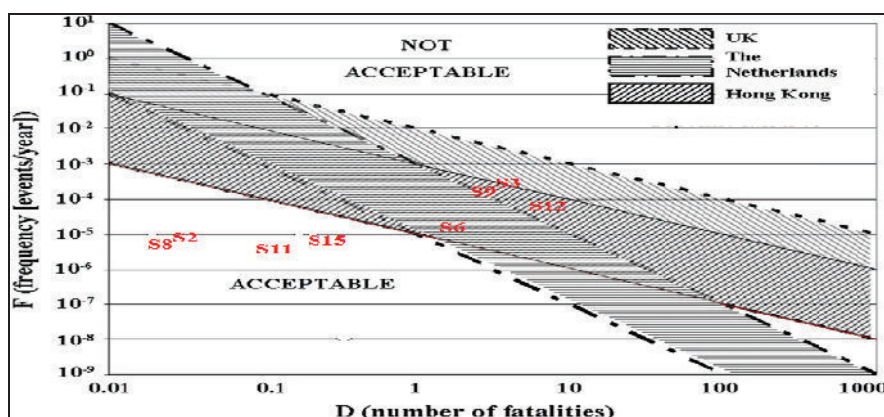 F (frequency [events/year])
10¹
10⁰
10⁻¹
10⁻²
10⁻³
10⁻⁴
10⁻⁵
10⁻⁶
10⁻⁷
10⁻⁸
10⁻⁹
NOT
ACCEPTABLE
UK
The
Netherlands
Hong Kong
S3
S9
S12
S6
S2
S8
S11
S15
ACCEPTABLE
0.01
0.1
1
10
100
1000
D (number of fatalities)